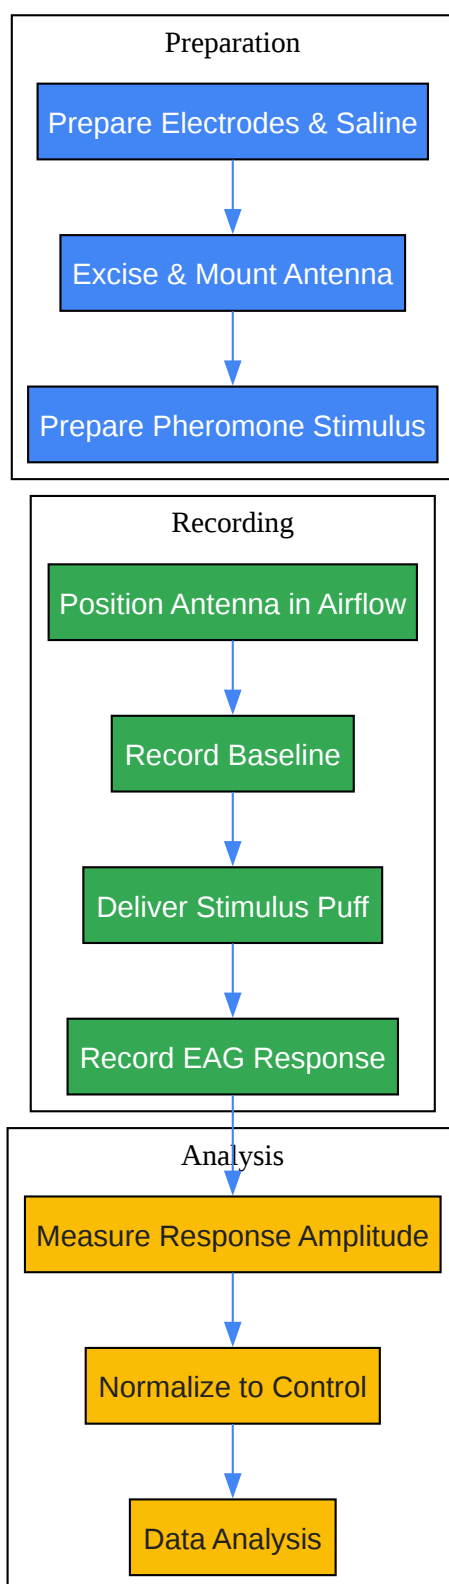 Preparation
Prepare Electrodes & Saline
Excise & Mount Antenna
Prepare Pheromone Stimulus
Recording
Position Antenna in Airflow
Record Baseline
Deliver Stimulus Puff
Record EAG Response
Analysis
Measure Response Amplitude
Normalize to Control
Data Analysis